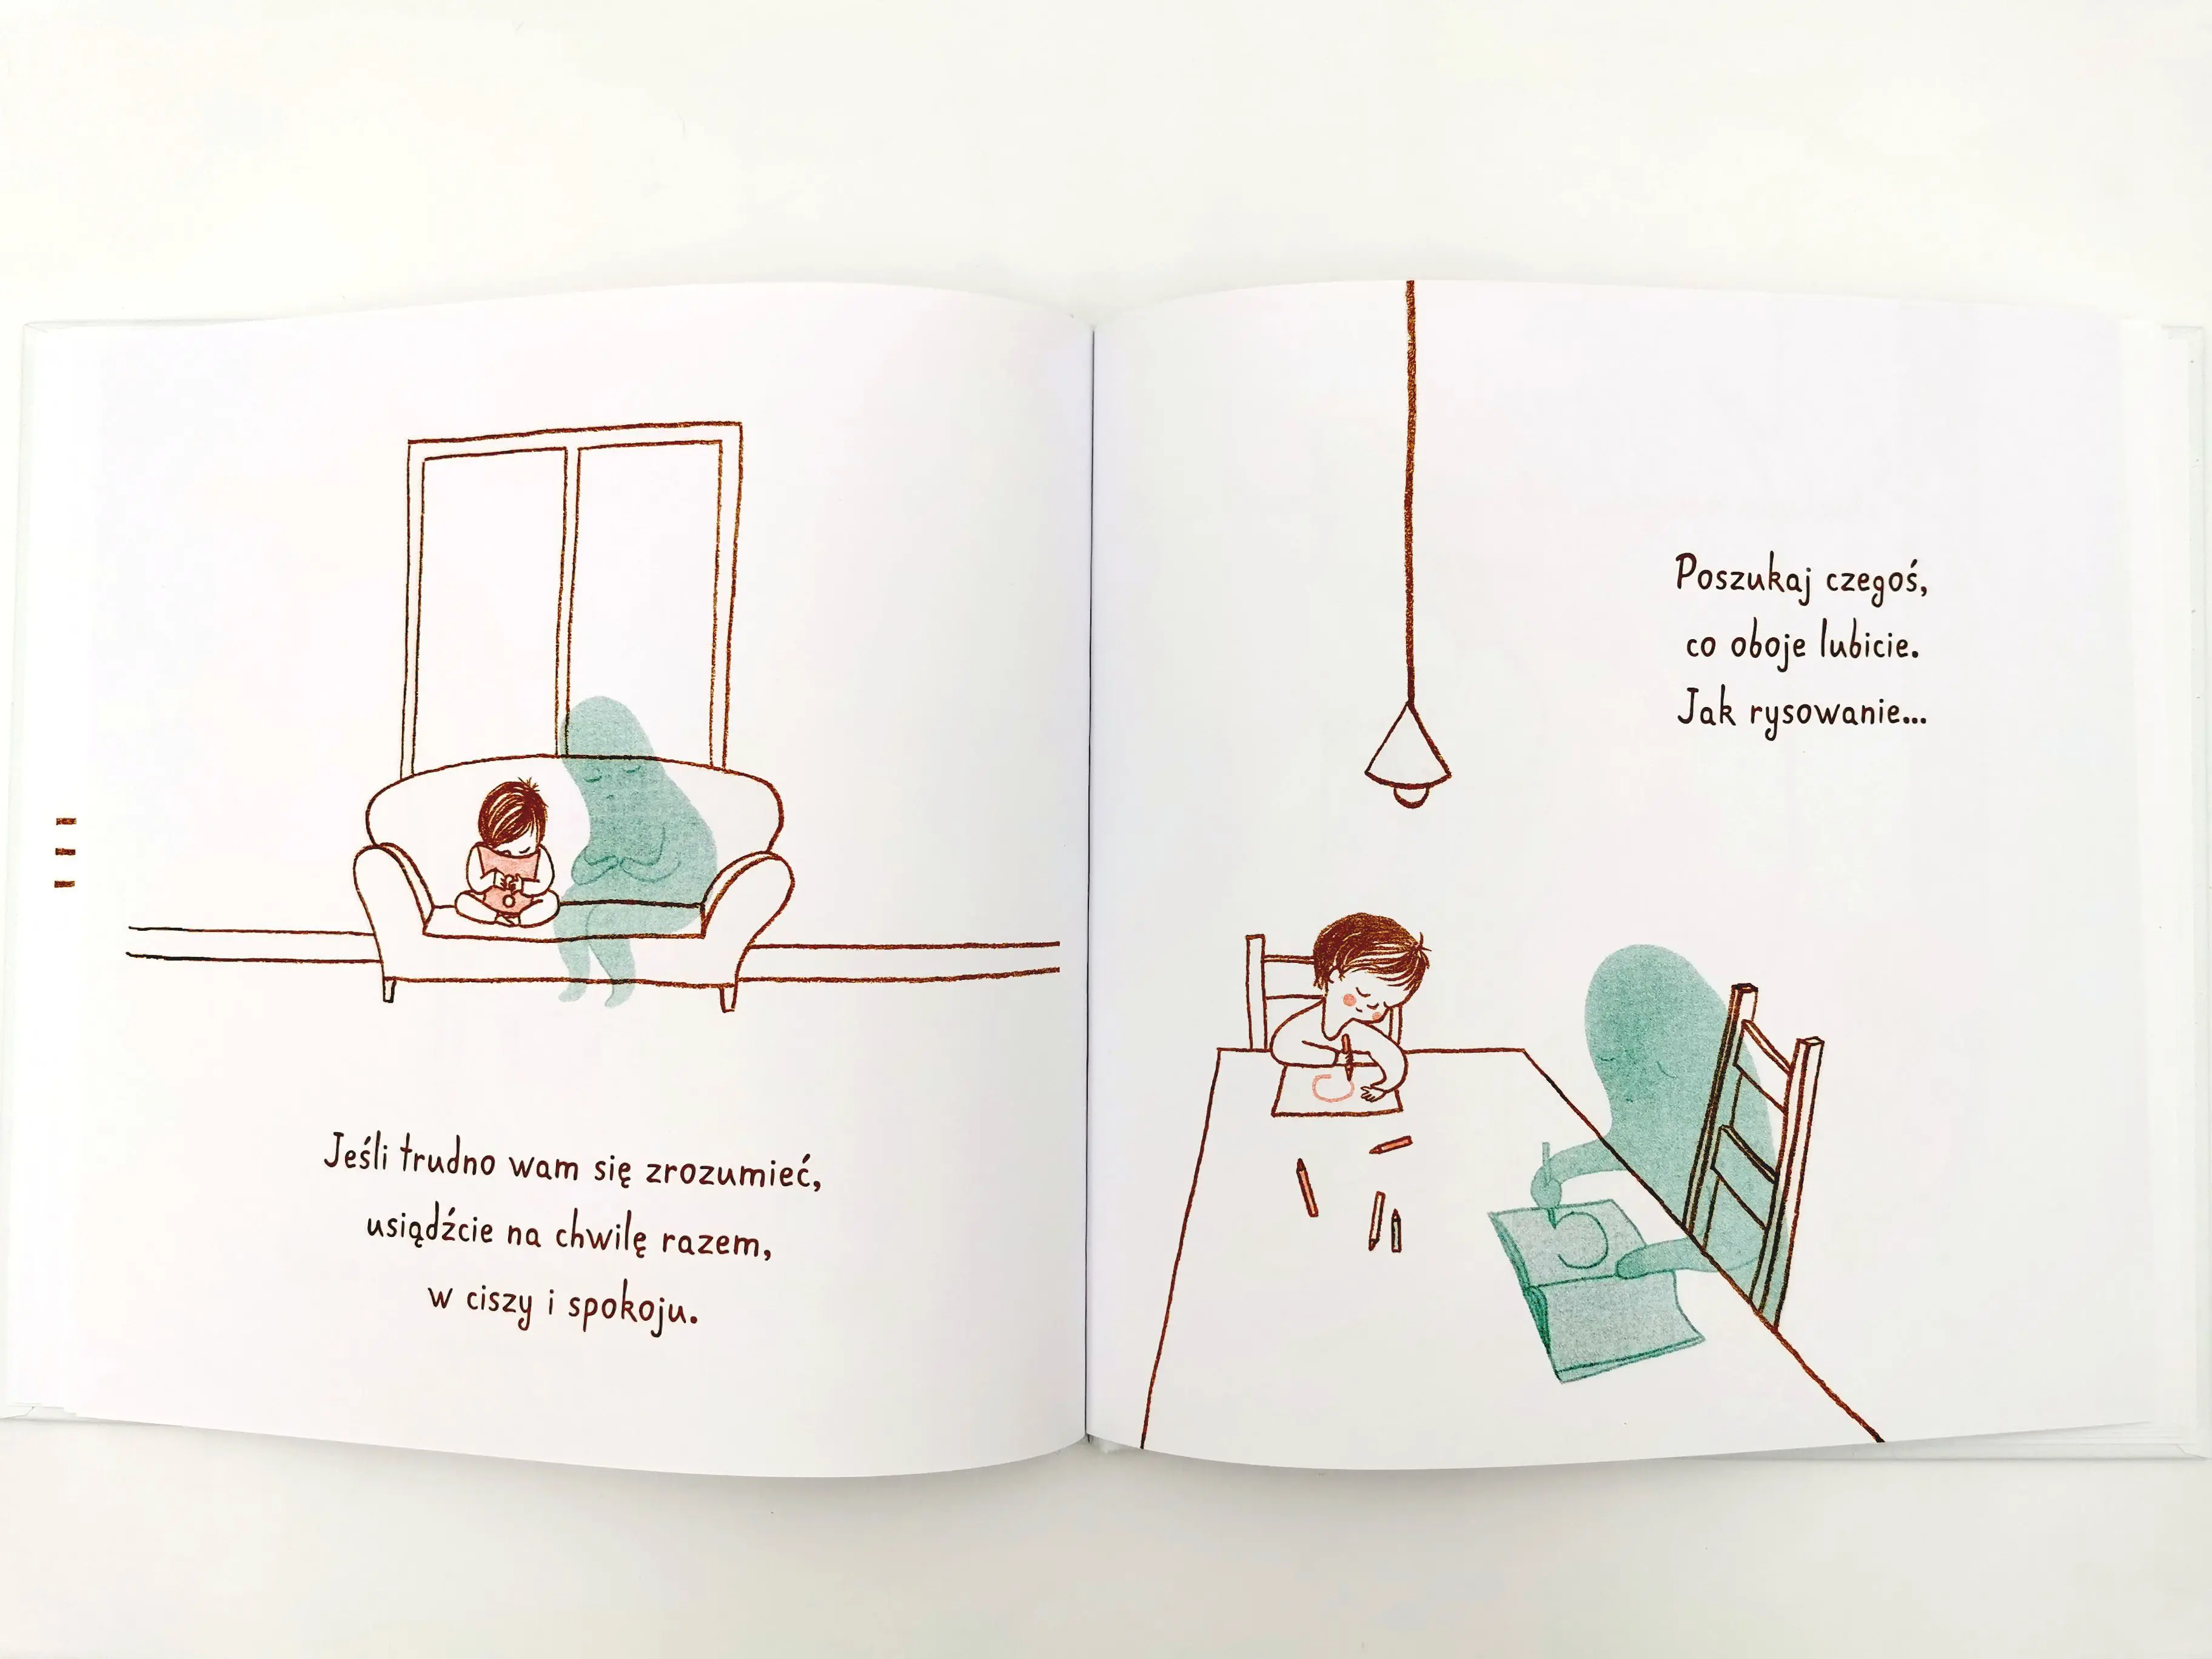 Jeśli trudno wam się zrozumieć,
usiądźcie na chwilę razem,
w ciszy i spokoju.
Poszukaj czegoś,
co oboje lubicie.
Jak rysowanie...